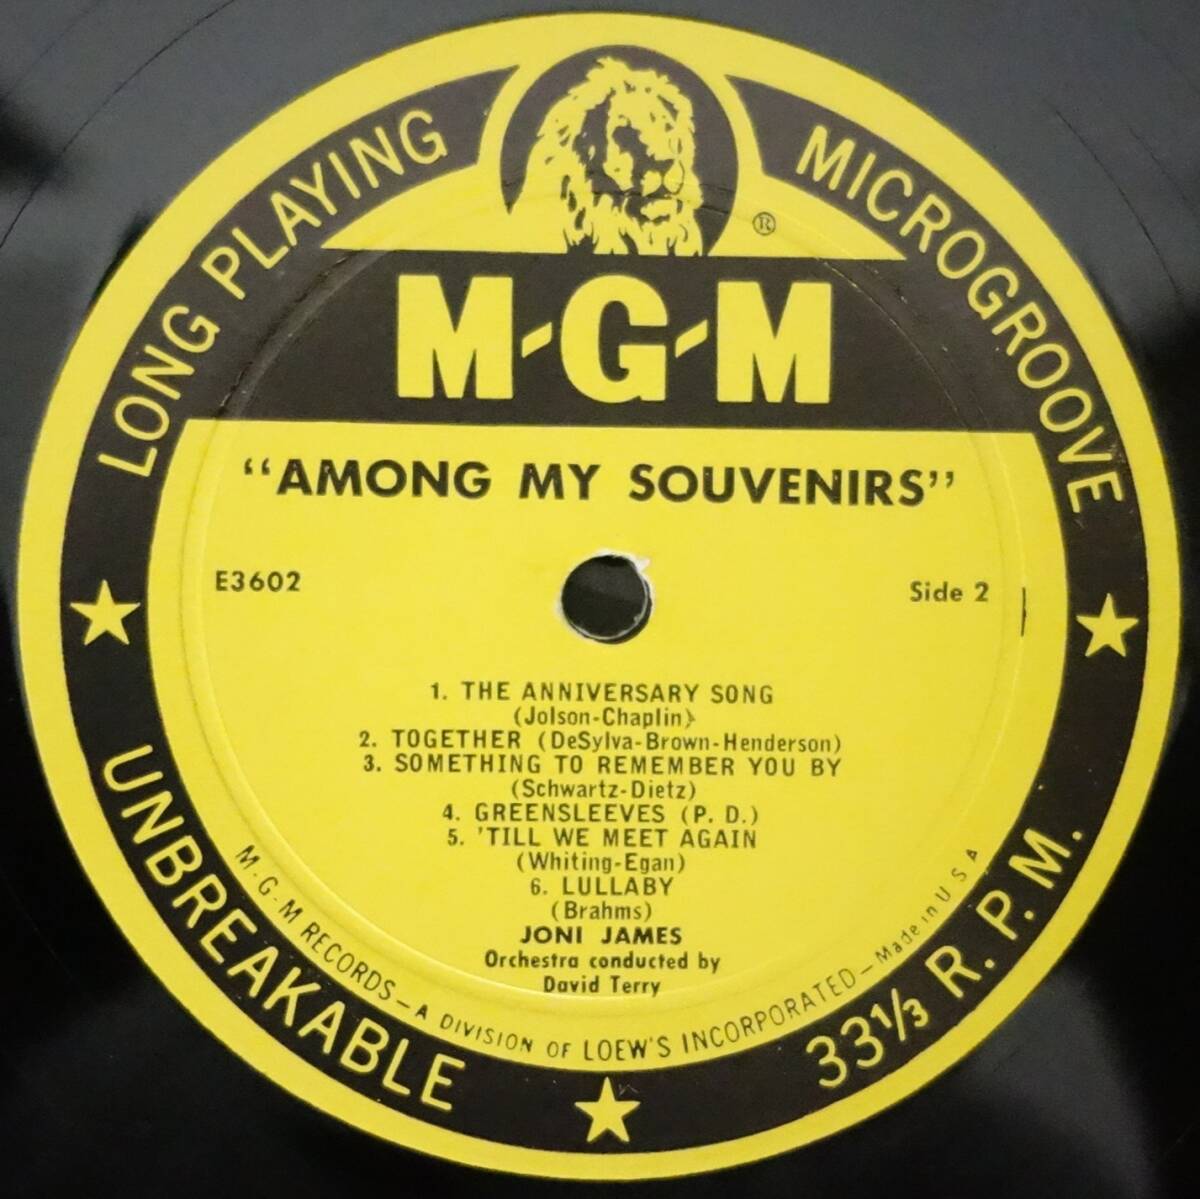 LONG PLAYING
MICROGROOVE
®
M-G-M
“AMONG MY SOUVENIRS”
E3602
Side 2
1. THE ANNIVERSARY SONG
(Jolson-Chaplin)
2. TOGETHER (DeSylva-Brown-Henderson)
3. SOMETHING TO REMEMBER YOU BY
(Schwartz-Dietz)
4. GREENSLEEVES (P. D.)
5. 'TILL WE MEET AGAIN
(Whiting-Egan)
6. LULLABY
(Brahms)
JONI JAMES
Orchestra conducted by
David Terry
M-G-M RECORDS — A DIVISION OF LOEW'S INCORPORATED — Made in U S A
UNBREAKABLE
33⅓ R. P. M.